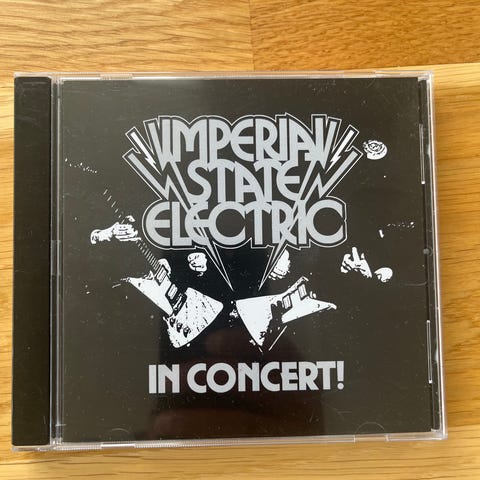 IMPERIAL
STATE
ELECTRIC
IN CONCERT!